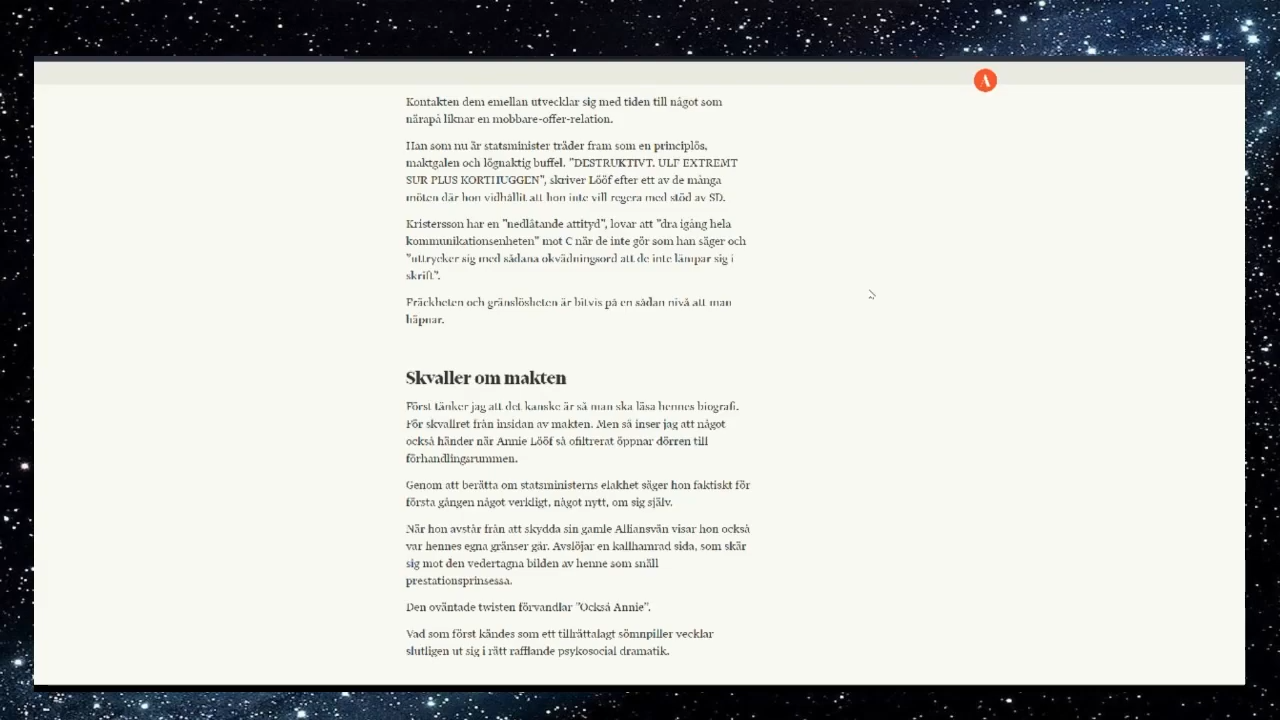 Kontakten dem emellan utvecklar sig med tiden till något som
närapå liknar en mobbare-offer-relation.
Han som nu är statsminister träder fram som en principlös,
maktgalen och lögnaktig buffel. ”DESTRUKTIVT. ULF EXTREMT
SUR PLUS KORTHUGGEN”, skriver Lööf efter ett av de många
möten där hon vidhållit att hon inte vill regera med stöd av SD.
Kristersson har en ”nedlåtande attityd”, lovar att ”dra igång hela
kommunikationsenheten” mot C när de inte gör som han säger och
”uttrycker sig med sådana okvädningsord att de inte lämpar sig i
skrift”.
Fräckheten och gränslösheten är bitvis på en sådan nivå att man
häpnar.
Skvaller om makten
Först tänker jag att det kanske är så man ska läsa hennes biografi.
För skvallret från insidan av makten. Men så inser jag att något
också händer när Annie Lööf så ofiltrerat öppnar dörren till
förhandlingsrummen.
Genom att berätta om statsministerns elakhet säger hon faktiskt för
första gången något verkligt, något nytt, om sig själv.
När hon avstår från att skydda sin gamle Alliansvän visar hon också
var hennes egna gränser går. Avslöjar en kallhamrad sida, som skär
sig mot den vedertagna bilden av henne som snäll
prestationsprinsessa.
Den oväntade twisten förvandlar ”Också Annie”.
Vad som först kändes som ett tillrättalagt sömnpiller vecklar
slutligen ut sig i rätt rafflande psykosocial dramatik.